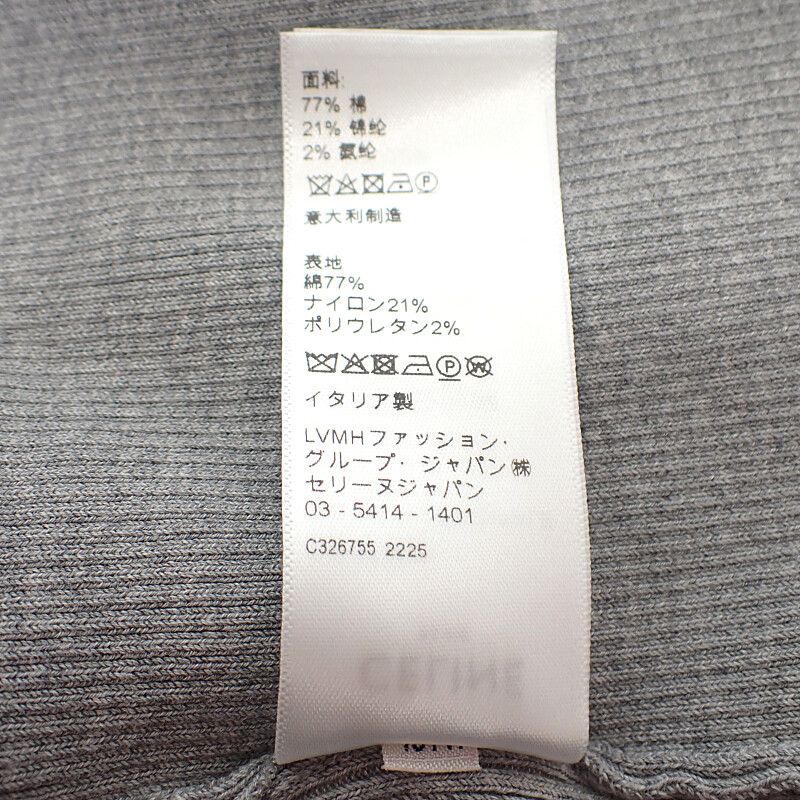 面料:
77% 棉
21% 锦纶
2% 氨纶
意大利制造
表地
綿77%
ナイロン21%
ポリウレタン2%
イタリア製
LVMHファッション・
グループ・ジャパン㈱
セリーヌジャパン
03 - 5414 - 1401
C326755 2225
CELINE